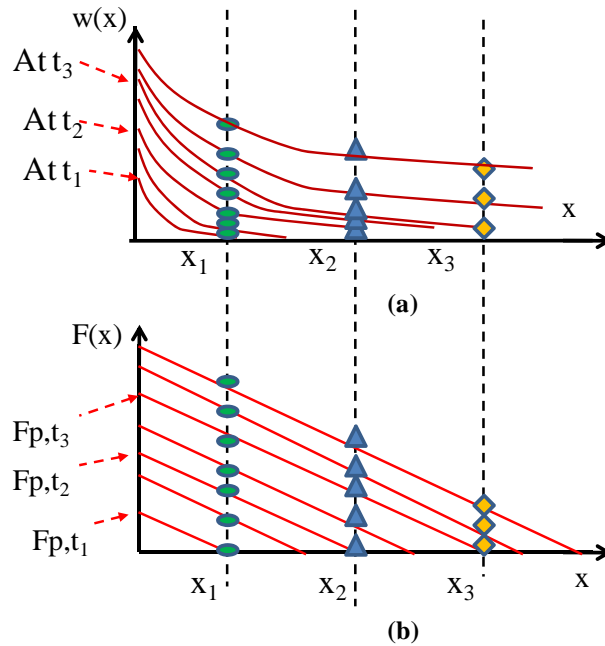 w(x)
At t₃
At t₂
At t₁
x
x₁ x₂ x₃
(a)
F(x)
Fp,t₃
Fp,t₂
Fp,t₁
x₁ x₂ x₃ x
(b)